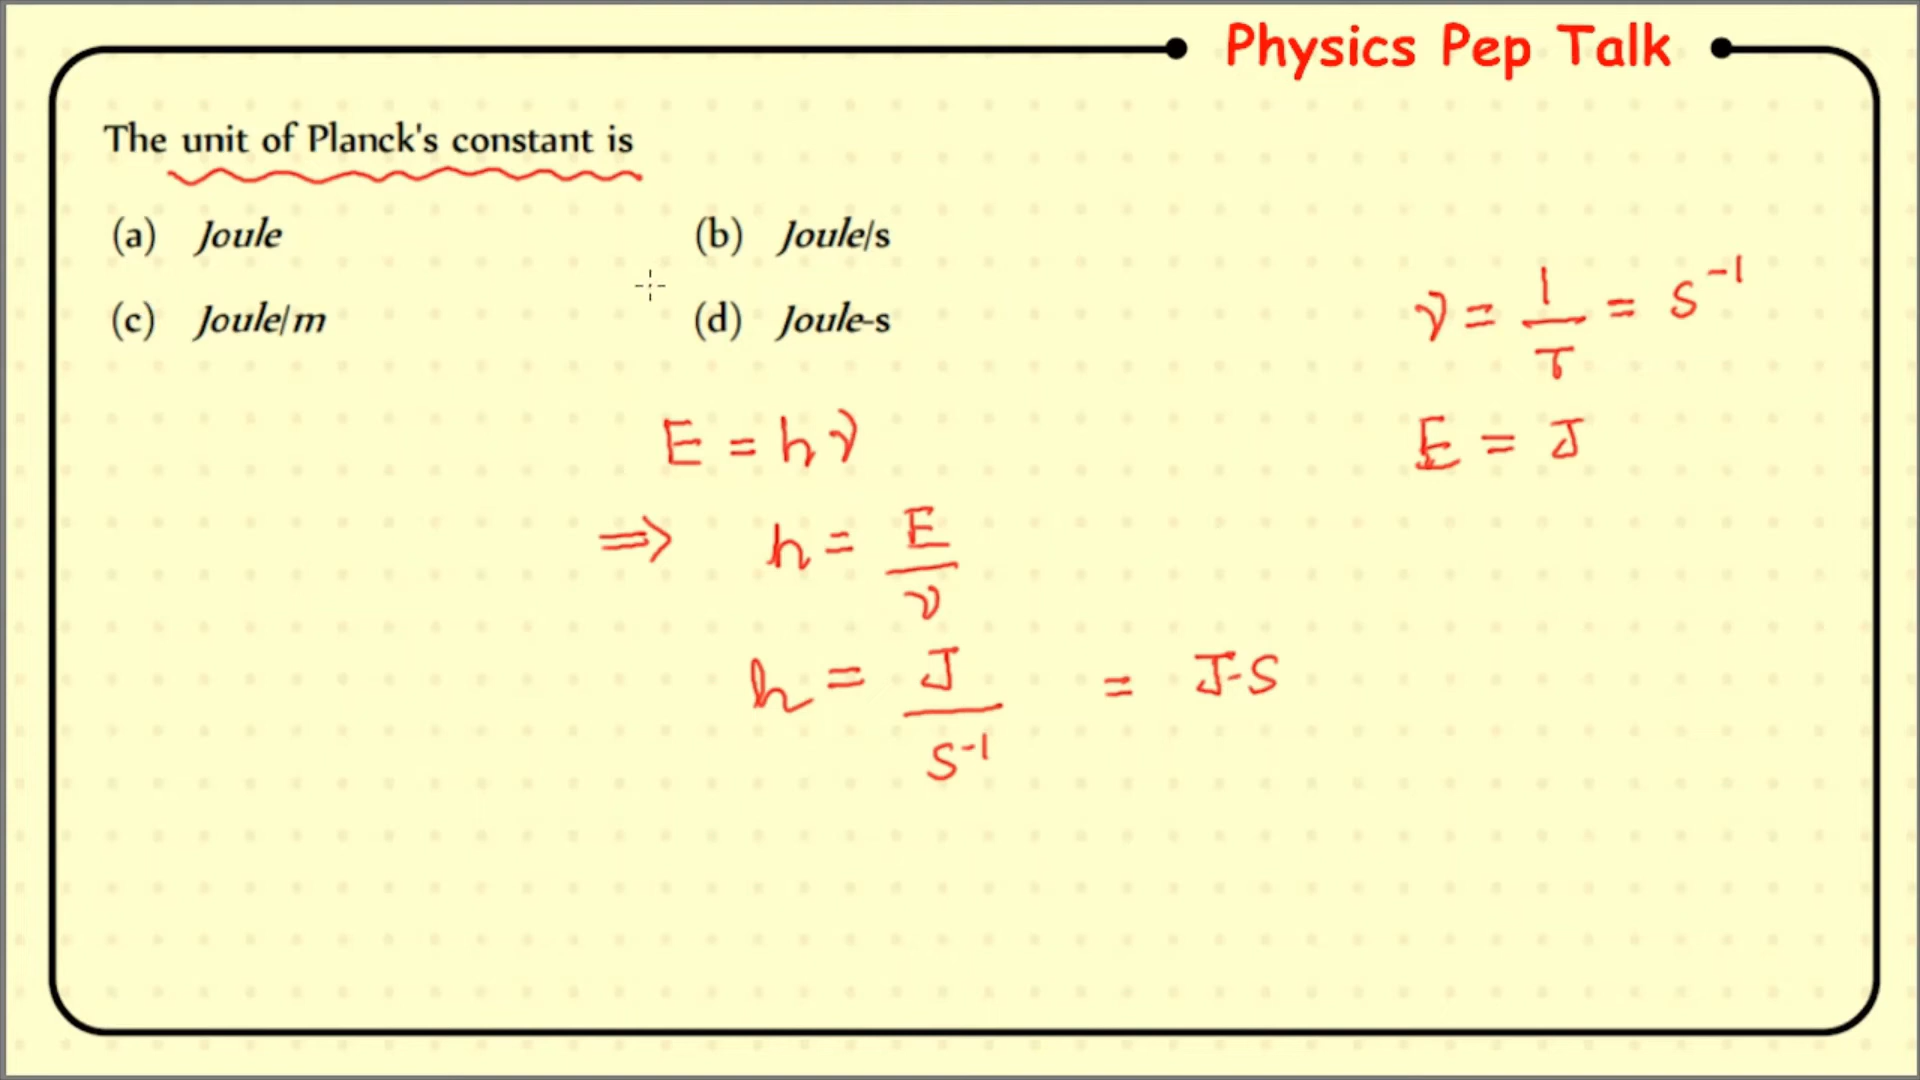 Physics Pep Talk
The unit of Planck's constant is
(a) Joule (b) Joule/s
(c) Joule/m (d) Joule-s
ν = 1/T = s⁻¹
E = J
E = hν
⇒ h = E/ν
h = J/s⁻¹ = J-s